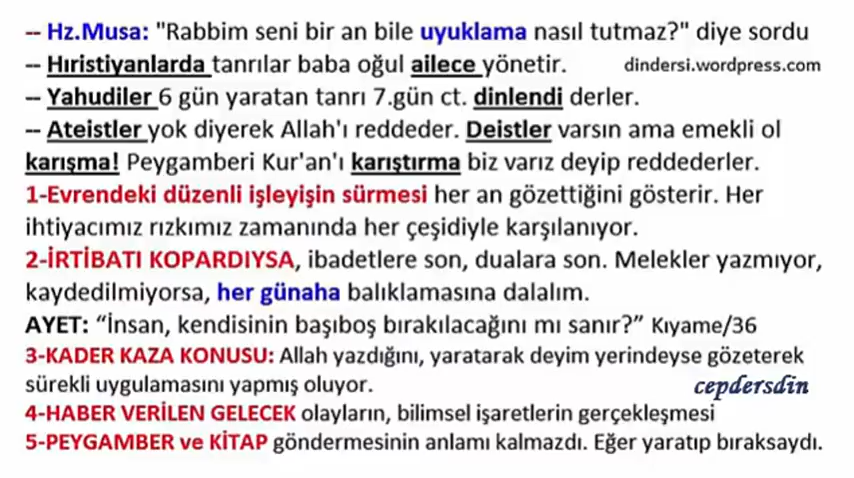 -- Hz.Musa: "Rabbim seni bir an bile uyuklama nasıl tutmaz?" diye sordu
-- Hıristiyanlarda tanrılar baba oğul ailece yönetir. dindersi.wordpress.com
-- Yahudiler 6 gün yaratan tanrı 7.gün ct. dinlendi derler.
-- Ateistler yok diyerek Allah'ı reddeder. Deistler varsın ama emekli ol
karışma! Peygamberi Kur'an'ı karıştırma biz varız deyip reddederler.
1-Evrendeki düzenli işleyişin sürmesi her an gözettiğini gösterir. Her
ihtiyacımız rızkımız zamanında her çeşidiyle karşılanıyor.
2-İRTİBATI KOPARDIYSA, ibadetlere son, dualara son. Melekler yazmıyor,
kaydedilmiyorsa, her günaha balıklamasına dalalım.
AYET: “İnsan, kendisinin başıboş bırakılacağını mı sanır?” Kıyame/36
3-KADER KAZA KONUSU: Allah yazdığını, yaratarak deyim yerindeyse gözeterek
sürekli uygulamasını yapmış oluyor. cepdersdin
4-HABER VERİLEN GELECEK olayların, bilimsel işaretlerin gerçekleşmesi
5-PEYGAMBER ve KİTAP göndermesinin anlamı kalmazdı. Eğer yaratıp bıraksaydı.